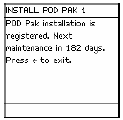 INSTALL POD PAK 1
POD Pak installation is
registered. Next
maintenance in 182 days.
Press ← to exit.